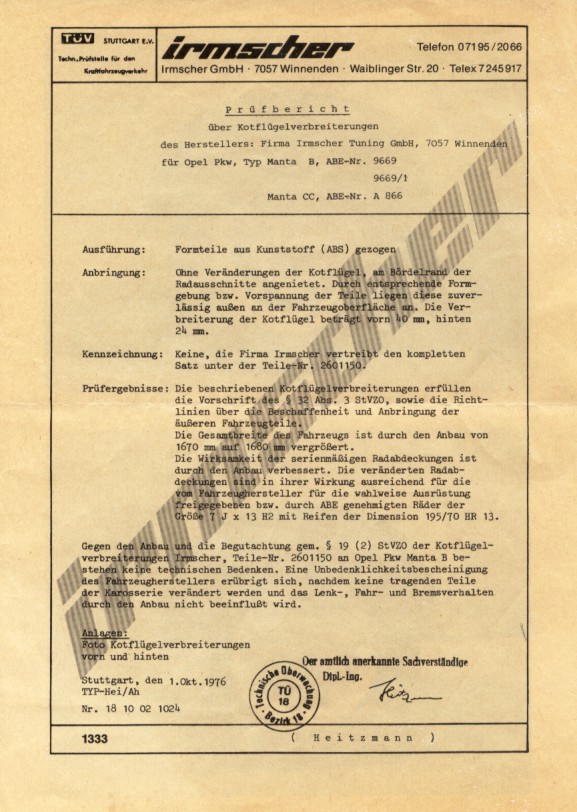 TÜV STUTTGART E.V.
Techn. Prüfstelle für den
Kraftfahrzeugverkehr
irmscher
Telefon 07195/2066
Irmscher GmbH · 7057 Winnenden · Waiblinger Str. 20 · Telex 7245917
Prüfbericht
über Kotflügelverbreiterungen
des Herstellers: Firma Irmscher Tuning GmbH, 7057 Winnenden
für Opel Pkw, Typ Manta B, ABE-Nr. 9669
9669/1
Manta CC, ABE-Nr. A 866
Ausführung: Formteile aus Kunststoff (ABS) gezogen
Anbringung: Ohne Veränderungen der Kotflügel, am Bördelrand der
Radausschnitte angenietet. Durch entsprechende Form-
gebung bzw. Vorspannung der Teile liegen diese zuver-
lässig außen an der Fahrzeugoberfläche an. Die Ver-
breiterung der Kotflügel beträgt vorn 40 mm, hinten
24 mm.
Kennzeichnung: Keine, die Firma Irmscher vertreibt den kompletten
Satz unter der Teile-Nr. 2601150.
Prüfergebnisse: Die beschriebenen Kotflügelverbreiterungen erfüllen
die Vorschrift des § 32 Abs. 3 StVZO, sowie die Richt-
linien über die Beschaffenheit und Anbringung der
äußeren Fahrzeugteile.
Die Gesamtbreite des Fahrzeugs ist durch den Anbau von
1670 mm auf 1680 mm vergrößert.
Die Wirksamkeit der serienmäßigen Radabdeckungen ist
durch den Anbau verbessert. Die veränderten Radab-
deckungen sind in ihrer Wirkung ausreichend für die
vom Fahrzeughersteller für die wahlweise Ausrüstung
freigegebenen bzw. durch ABE genehmigten Räder der
Größe 7 J x 13 H2 mit Reifen der Dimension 195/70 HR 13.
Gegen den Anbau und die Begutachtung gem. § 19 (2) StVZO der Kotflügel-
verbreiterungen Irmscher, Teile-Nr. 2601150 an Opel Pkw Manta B be-
stehen keine technischen Bedenken. Eine Unbedenklichkeitsbescheinigung
des Fahrzeugherstellers erübrigt sich, nachdem keine tragenden Teile
der Karosserie verändert werden und das Lenk-, Fahr- und Bremsverhalten
durch den Anbau nicht beeinflußt wird.
Anlagen:
Foto Kotflügelverbreiterungen
vorn und hinten
Der amtlich anerkannte Sachverständige
Dipl.-Ing.
Stuttgart, den 1.Okt.1976
TYP-Hei/Ah
Nr. 18 10 02 1024
Technische Überwachung
TÜ
18
Bezirk 18
Heitz
1333
( Heitzmann )
irmscher